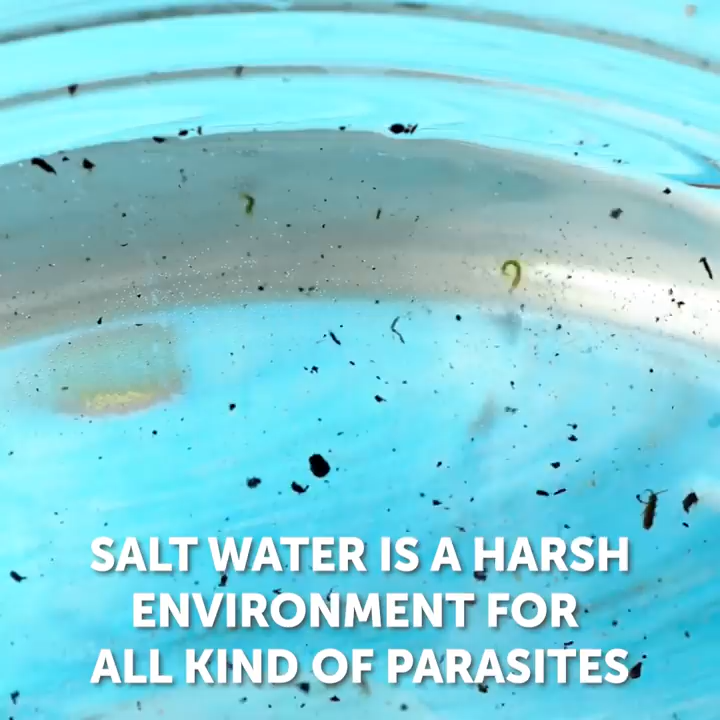 SALT WATER IS A HARSH
ENVIRONMENT FOR
ALL KIND OF PARASITES